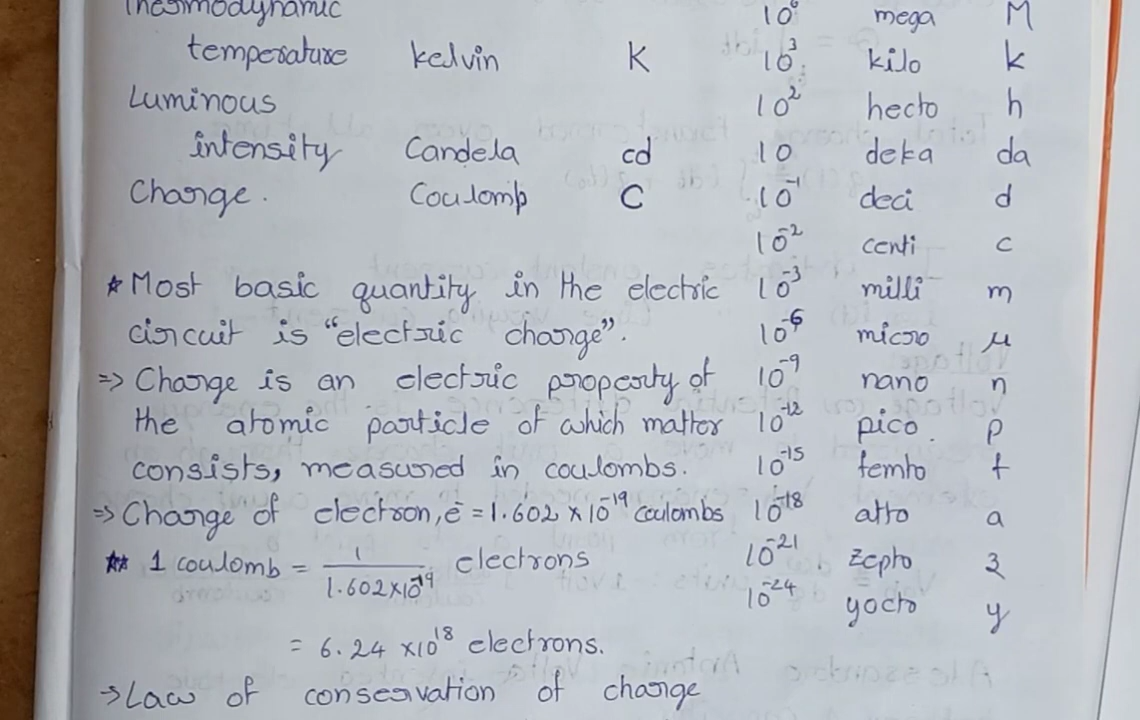 Thermodynamic 10⁶ mega M
temperature kelvin K 10³ kilo k
Luminous 10² hecto h
intensity Candela cd 10 deka da
Charge. Coulomb C 10⁻¹ deci d
10⁻² centi c
* Most basic quantity in the electric 10⁻³ milli m
circuit is "electric charge". 10⁻⁶ micro μ
=> Charge is an electric property of 10⁻⁹ nano n
the atomic particle of which matter 10⁻¹² pico. p
consists, measured in coulombs. 10⁻¹⁵ femto f
=> Charge of electron, e⁻ = 1.602 × 10⁻¹⁹ coulombs 10⁻¹⁸ atto a
** 1 coulomb = 1 / 1.602×10⁻¹⁹ electrons 10⁻²¹ zepto z
10⁻²⁴ yocto y
= 6.24 ×10¹⁸ electrons.
→ Law of conservation of charge